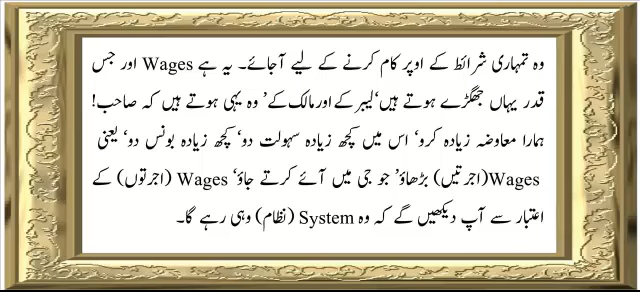 وہ تمہاری شرائط کے اوپر کام کرنے کے لیے آجائے۔ یہ ہے Wages اور جس
قدر یہاں جھگڑے ہوتے ہیں‘لیبر کے اور مالک کے’ وہ یہی ہوتے ہیں کہ صاحب!
ہمارا معاوضہ زیادہ کرو‘ اس میں کچھ زیادہ سہولت دو‘ کچھ زیادہ بونس دو‘ یعنی
Wages(اجرتیں) بڑھاؤ’ جو جی میں آئے کرتے جاؤ‘ Wages (اجرتوں) کے
اعتبار سے آپ دیکھیں گے کہ وہ System (نظام) وہی رہے گا۔